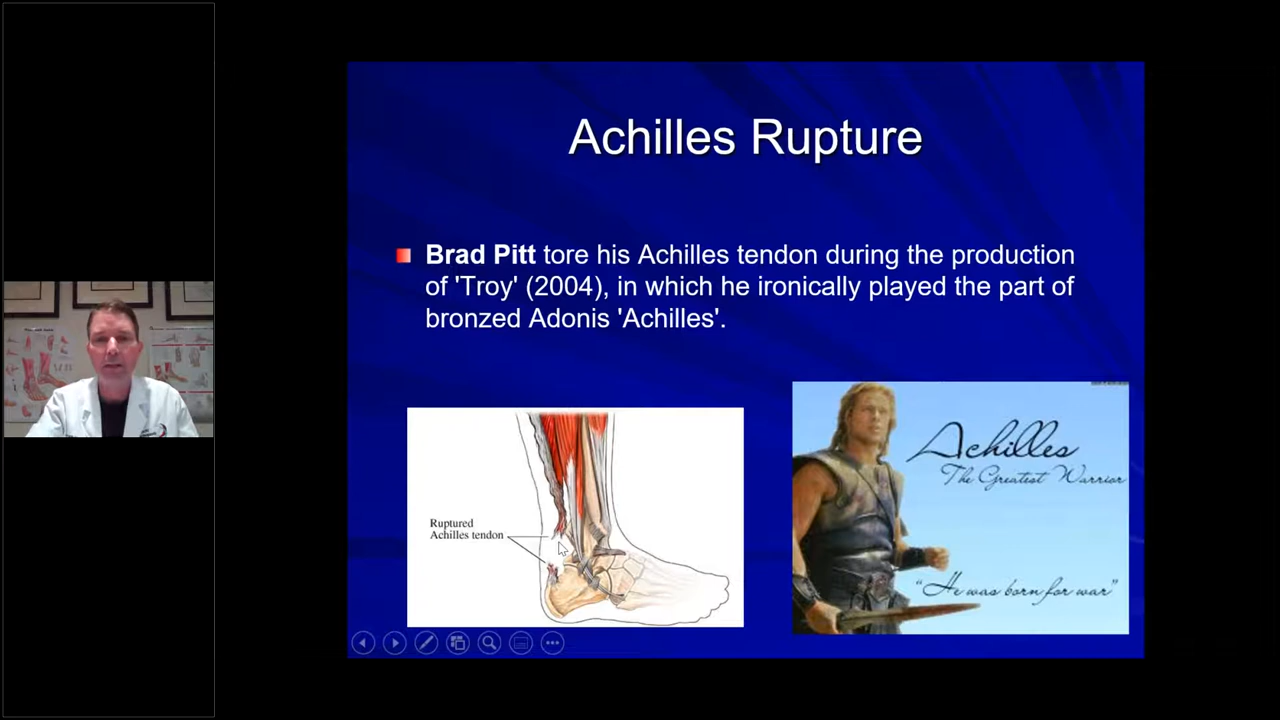 Achilles Rupture
Brad Pitt tore his Achilles tendon during the production
of 'Troy' (2004), in which he ironically played the part of
bronzed Adonis 'Achilles'.
Ruptured
Achilles tendon
Achilles
The Greatest Warrior
"He was born for war"